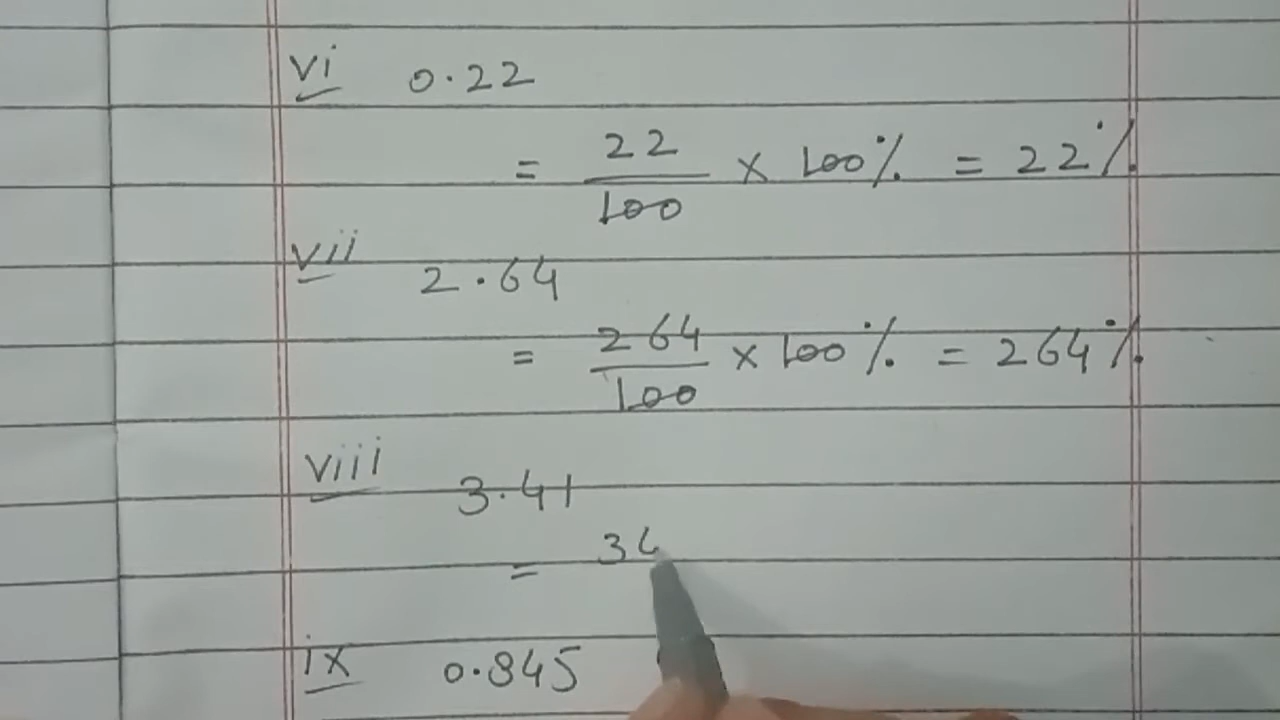 vi 0.22
= 22/100 × 100% = 22%
vii 2.64
= 264/100 × 100% = 264%
viii 3.41
= 34
ix 0.845